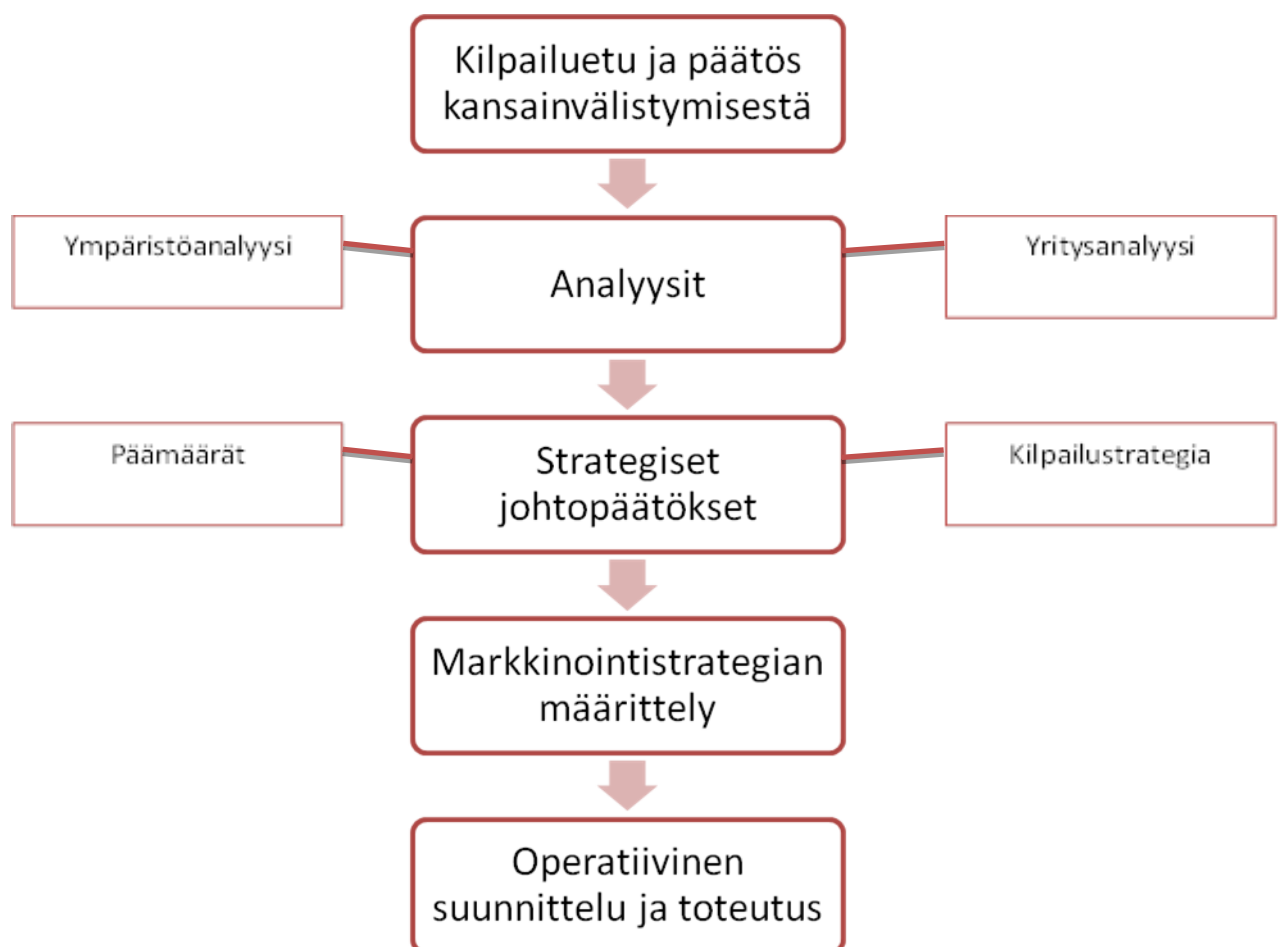 Kilpailuetu ja päätös
kansainvälistymisestä
Ympäristöanalyysi
Analyysit
Yritysanalyysi
Päämäärät
Strategiset
johtopäätökset
Kilpailustrategia
Markkinointistrategian
määrittely
Operatiivinen
suunnittelu ja toteutus